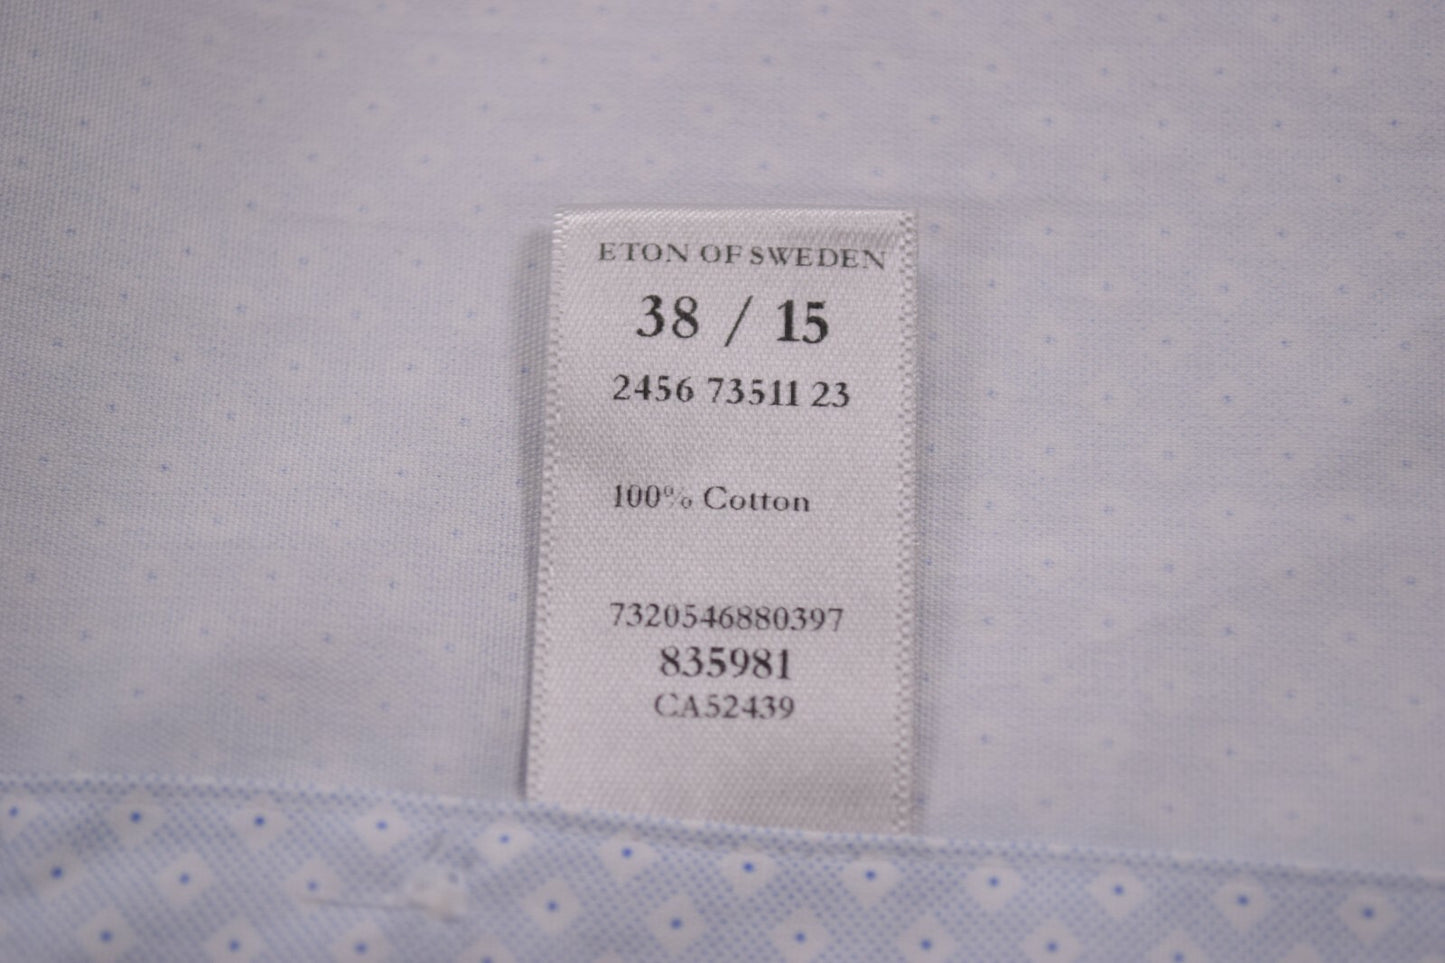 ETON OF SWEDEN
38 / 15
2456 73511 23
100% Cotton
7320546880397
835981
CA52439